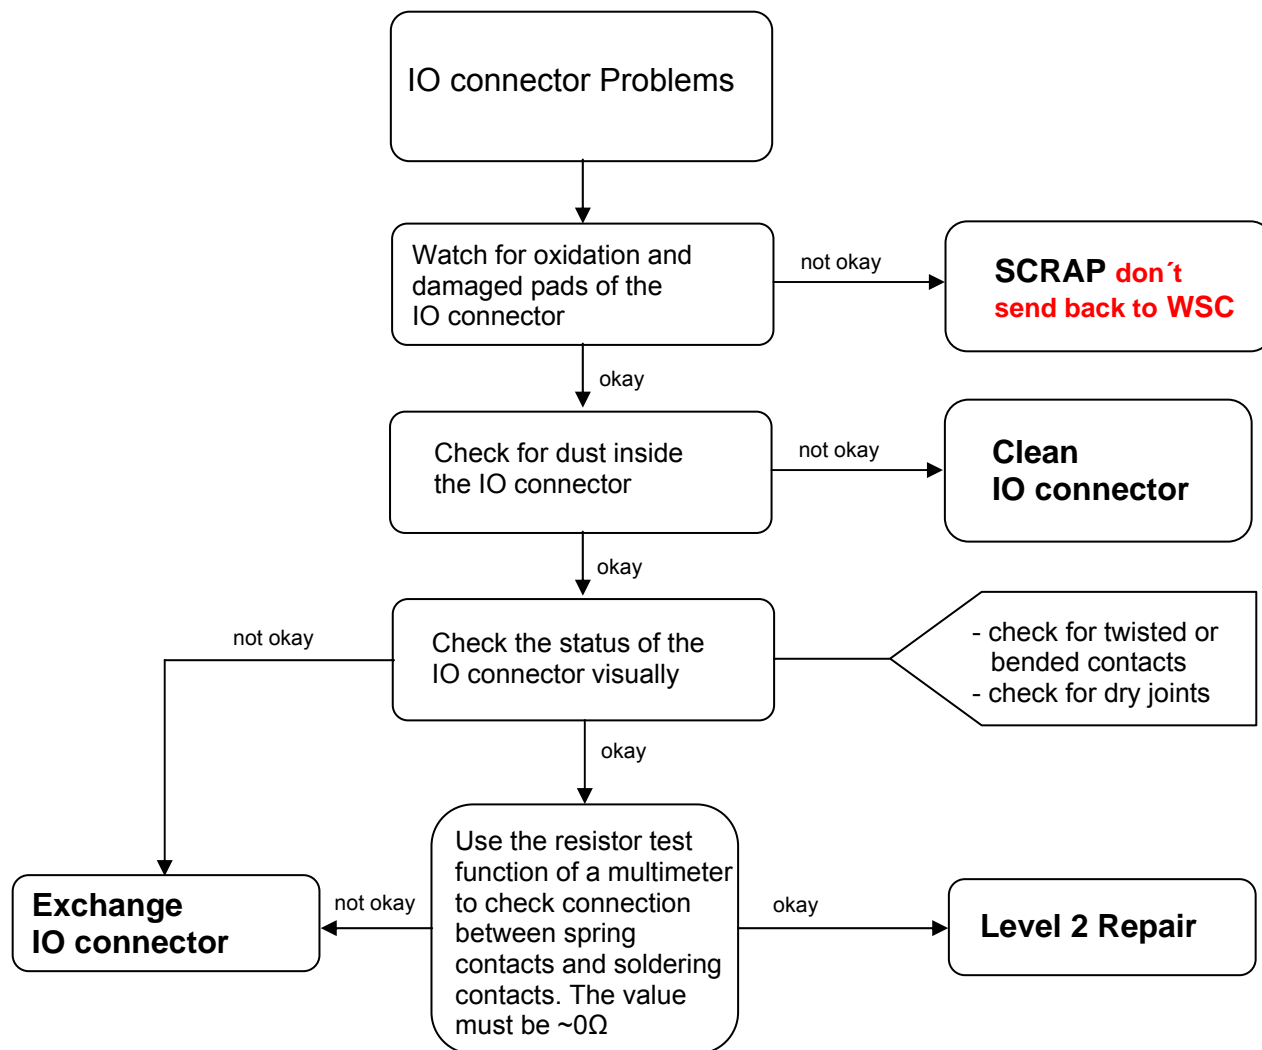 IO connector Problems
Watch for oxidation and
damaged pads of the
IO connector
not okay
SCRAP don´t
send back to WSC
okay
Check for dust inside
the IO connector
not okay
Clean
IO connector
okay
not okay
Check the status of the
IO connector visually
- check for twisted or
bended contacts
- check for dry joints
okay
Use the resistor test
function of a multimeter
to check connection
between spring
contacts and soldering
contacts. The value
must be ~0Ω
not okay
Exchange
IO connector
okay
Level 2 Repair